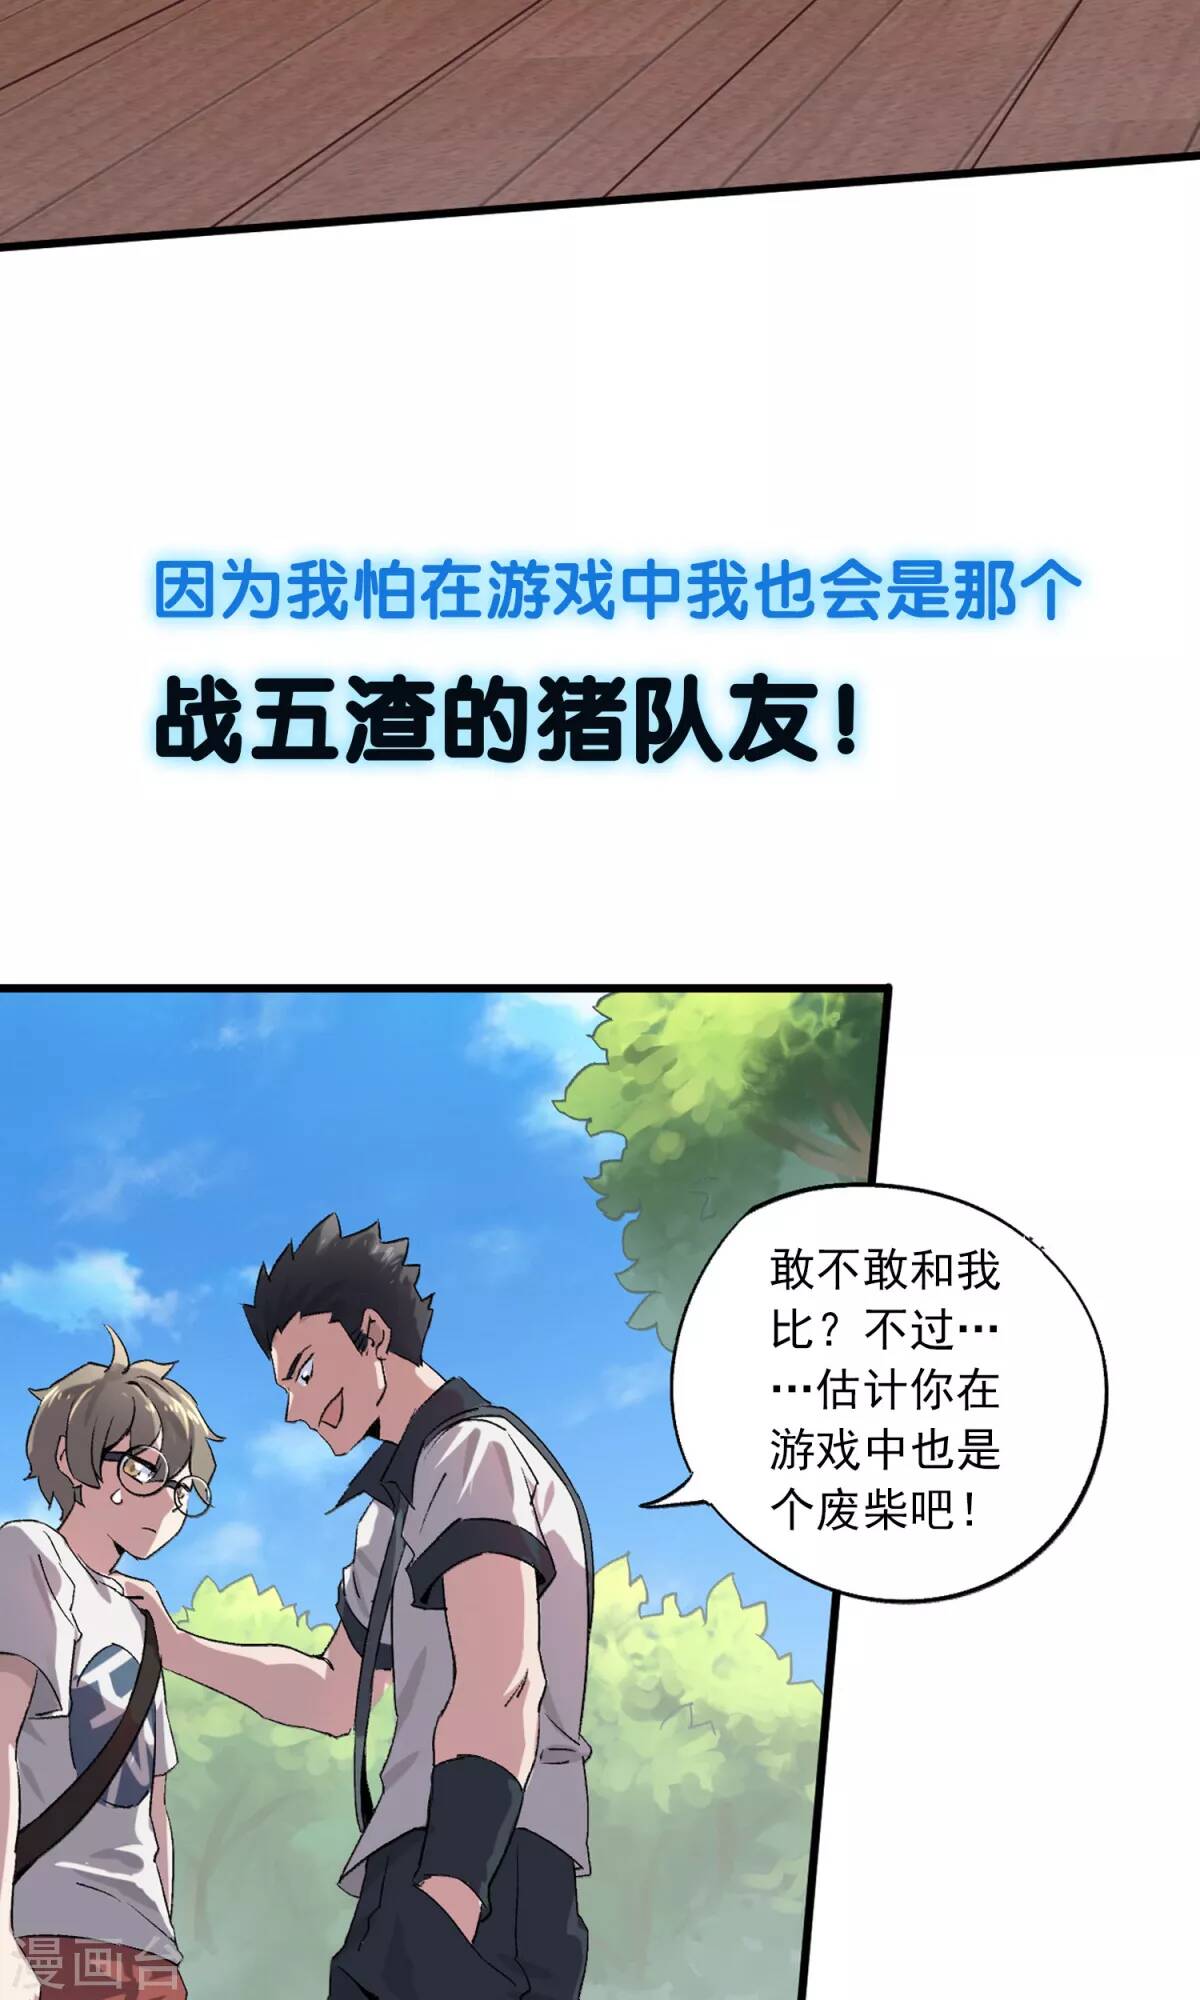 因为我怕在游戏中我也会是那个
战五渣的猪队友！
敢不敢和我
比？不过…
…估计你在
游戏中也是
个废柴吧！
漫画台